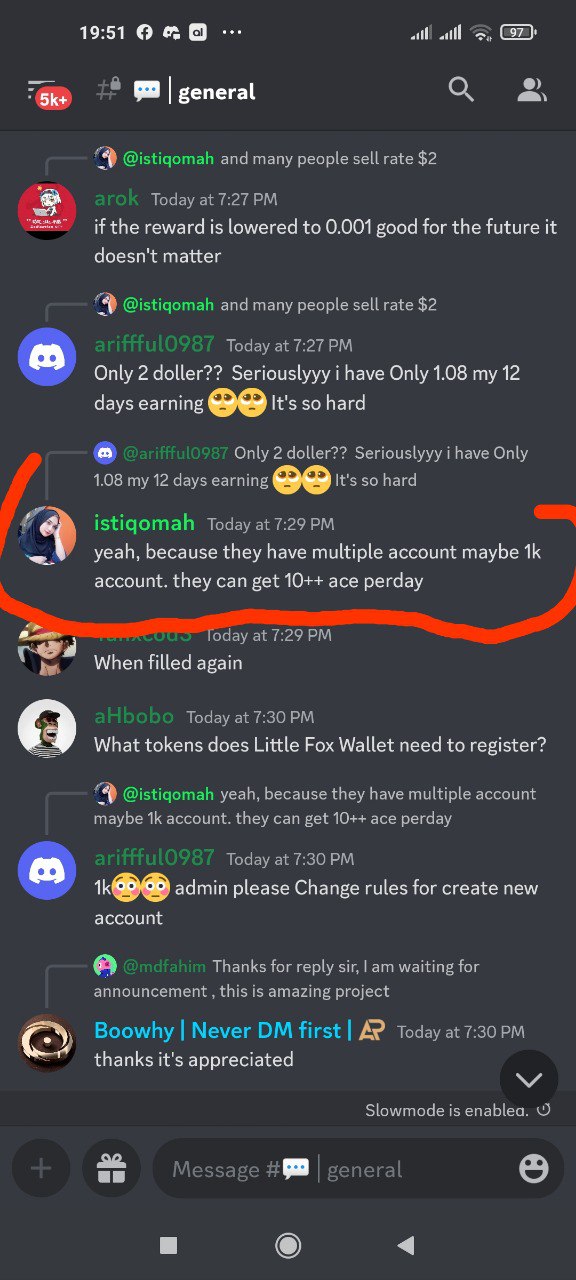 19:51
97
5k+
general
@istiqomah and many people sell rate $2
arok Today at 7:27 PM
if the reward is lowered to 0.001 good for the future it
doesn't matter
@istiqomah and many people sell rate $2
ariffful0987 Today at 7:27 PM
Only 2 doller?? Seriouslyyy i have Only 1.08 my 12
days earning 🥺🥺 It's so hard
@ariffful0987 Only 2 doller?? Seriouslyyy i have Only
1.08 my 12 days earning 🥺🥺 It's so hard
istiqomah Today at 7:29 PM
yeah, because they have multiple account maybe 1k
account. they can get 10++ ace perday
Today at 7:29 PM
When filled again
aHbobo Today at 7:30 PM
What tokens does Little Fox Wallet need to register?
@istiqomah yeah, because they have multiple account
maybe 1k account. they can get 10++ ace perday
ariffful0987 Today at 7:30 PM
1k😳😳 admin please Change rules for create new
account
@mdfahim Thanks for reply sir, I am waiting for
announcement , this is amazing project
Boowhy | Never DM first | Today at 7:30 PM
thanks it's appreciated
Slowmode is enabled.
Message #💬 | general